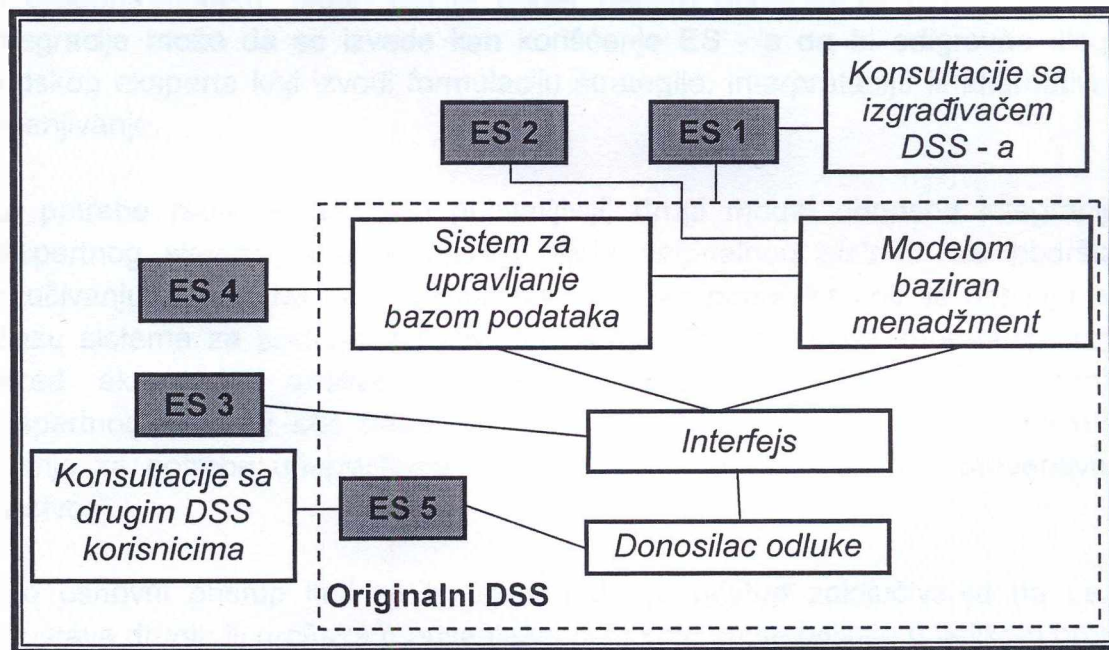 ES 2
ES 1
Konsultacije sa
izgrađivačem
DSS - a
Sistem za
upravljanje
bazom podataka
Modelom
baziran
menadžment
ES 4
ES 3
Interfejs
Konsultacije sa
drugim DSS
korisnicima
ES 5
Donosilac odluke
Originalni DSS